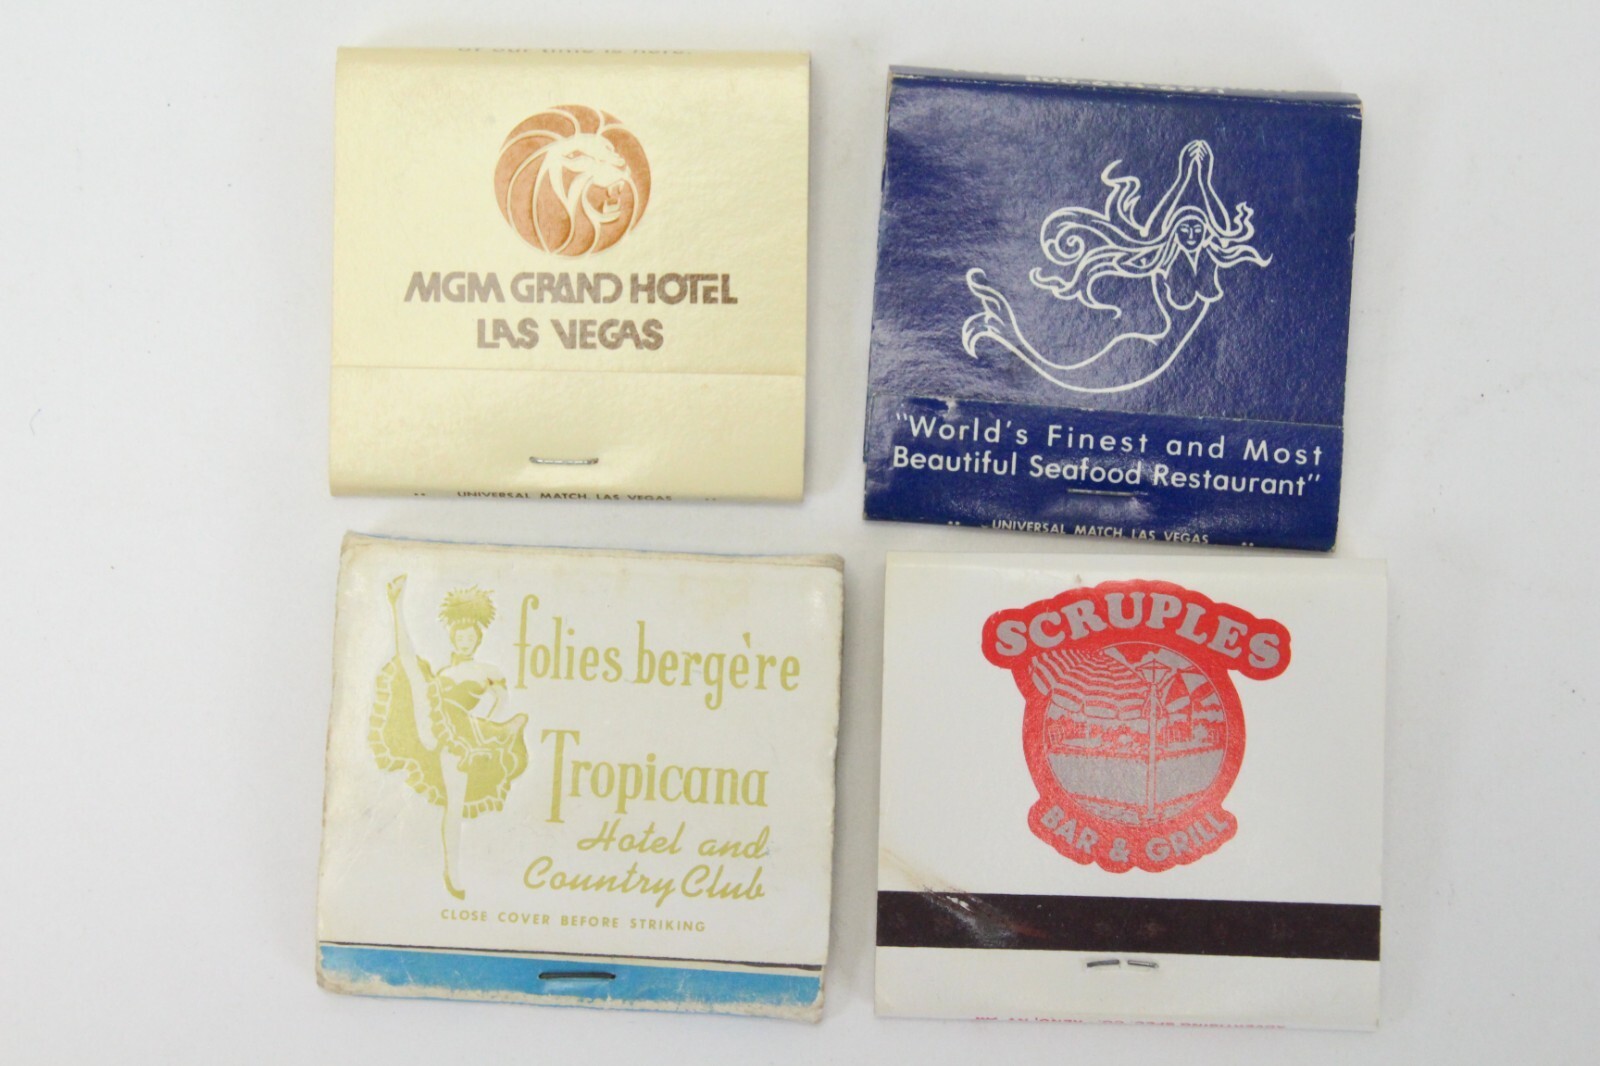 MGM GRAND HOTEL
LAS VEGAS
UNIVERSAL MATCH, LAS VEGAS
"World's Finest and Most
Beautiful Seafood Restaurant"
UNIVERSAL MATCH, LAS VEGAS
folies bergère
Tropicana
Hotel and
Country Club
CLOSE COVER BEFORE STRIKING
SCRUPLES
BAR & GRILL